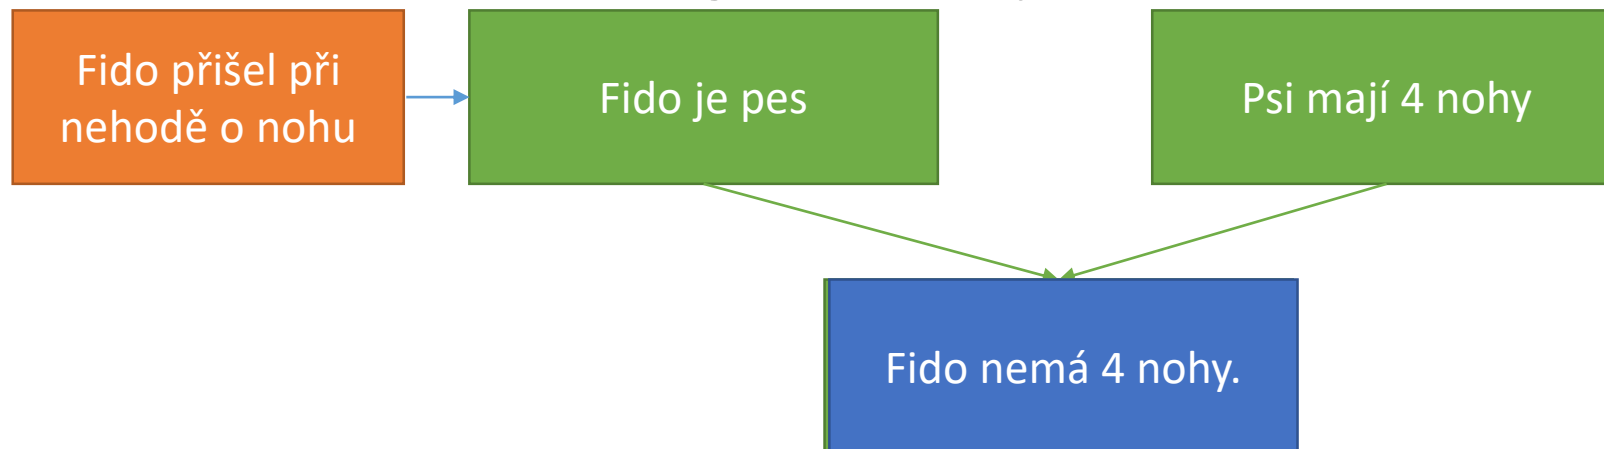 Fido přišel při
nehodě o nohu
Fido je pes
Psi mají 4 nohy
Fido nemá 4 nohy.